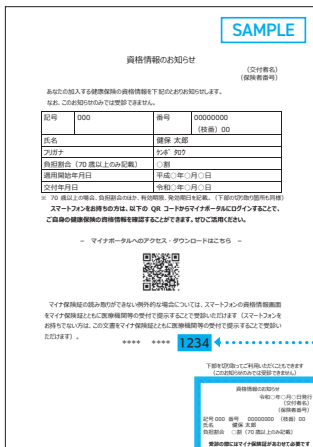 SAMPLE
資格情報のお知らせ
（交付者名）
（保険者番号）
あなたの加入する健康保険の資格情報を下記のとおりお知らせします。
なお、このお知らせのみでは受診できません。
記号 000 番号 00000000
（枝番）00
氏名 健保 太郎
フリガナ ケンポ タロウ
負担割合（70 歳以上のみ記載） ○割
適用開始年月日 平成○年○月○日
交付年月日 令和○年○月○日
※ 70 歳以上の場合、負担割合のほか、有効期限、発効期日を記載。（下部の切り取り箇所も同様）
スマートフォンをお持ちの方は、以下の QR コードからマイナポータルにログインすることで、
ご自身の健康保険の資格情報を確認することができます。ぜひご活用ください。
－ マイナポータルへのアクセス・ダウンロードはこちら －
マイナ保険証の読み取りができない例外的な場合については、スマートフォンの資格情報画面
をマイナ保険証とともに医療機関等の受付で提示することで受診いただけます（スマートフォンを
お持ちでない方は、この文書をマイナ保険証とともに医療機関等の受付で提示することで受診い
ただけます）。
**** **** 1234
下部を切り取ってご利用いただくこともできます
（このお知らせのみでは受診できません）
資格情報のお知らせ
令和○年○月○日発行
（交付者名）
（保険者番号）
記号 000 番号 00000000 （枝番）00
氏名 健保 太郎
負担割合 ○割（70 歳以上のみ記載）
受診の際にはマイナ保険証があわせて必要です